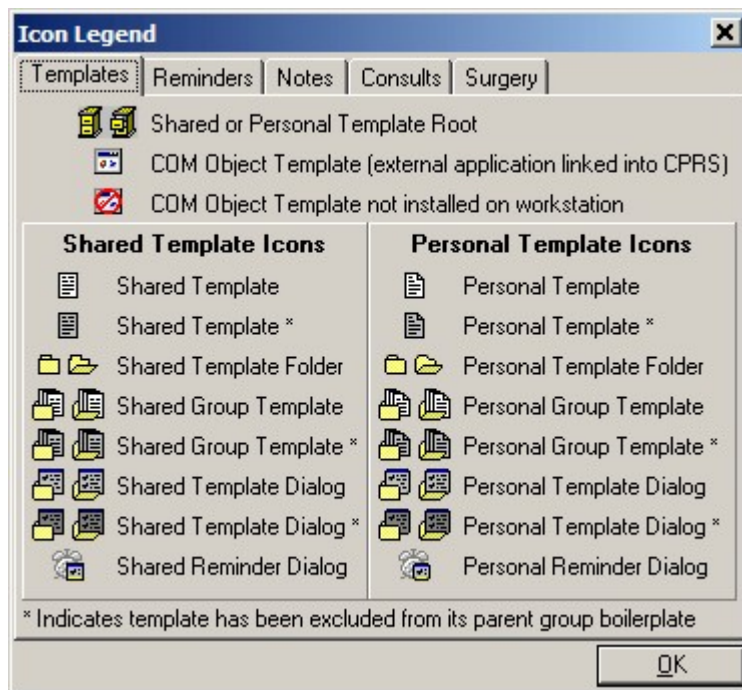 Icon Legend
Templates Reminders Notes Consults Surgery
Shared or Personal Template Root
COM Object Template (external application linked into CPRS)
COM Object Template not installed on workstation
Shared Template Icons
Shared Template
Shared Template *
Shared Template Folder
Shared Group Template
Shared Group Template *
Shared Template Dialog
Shared Template Dialog *
Shared Reminder Dialog
Personal Template Icons
Personal Template
Personal Template *
Personal Template Folder
Personal Group Template
Personal Group Template *
Personal Template Dialog
Personal Template Dialog *
Personal Reminder Dialog
* Indicates template has been excluded from its parent group boilerplate
OK